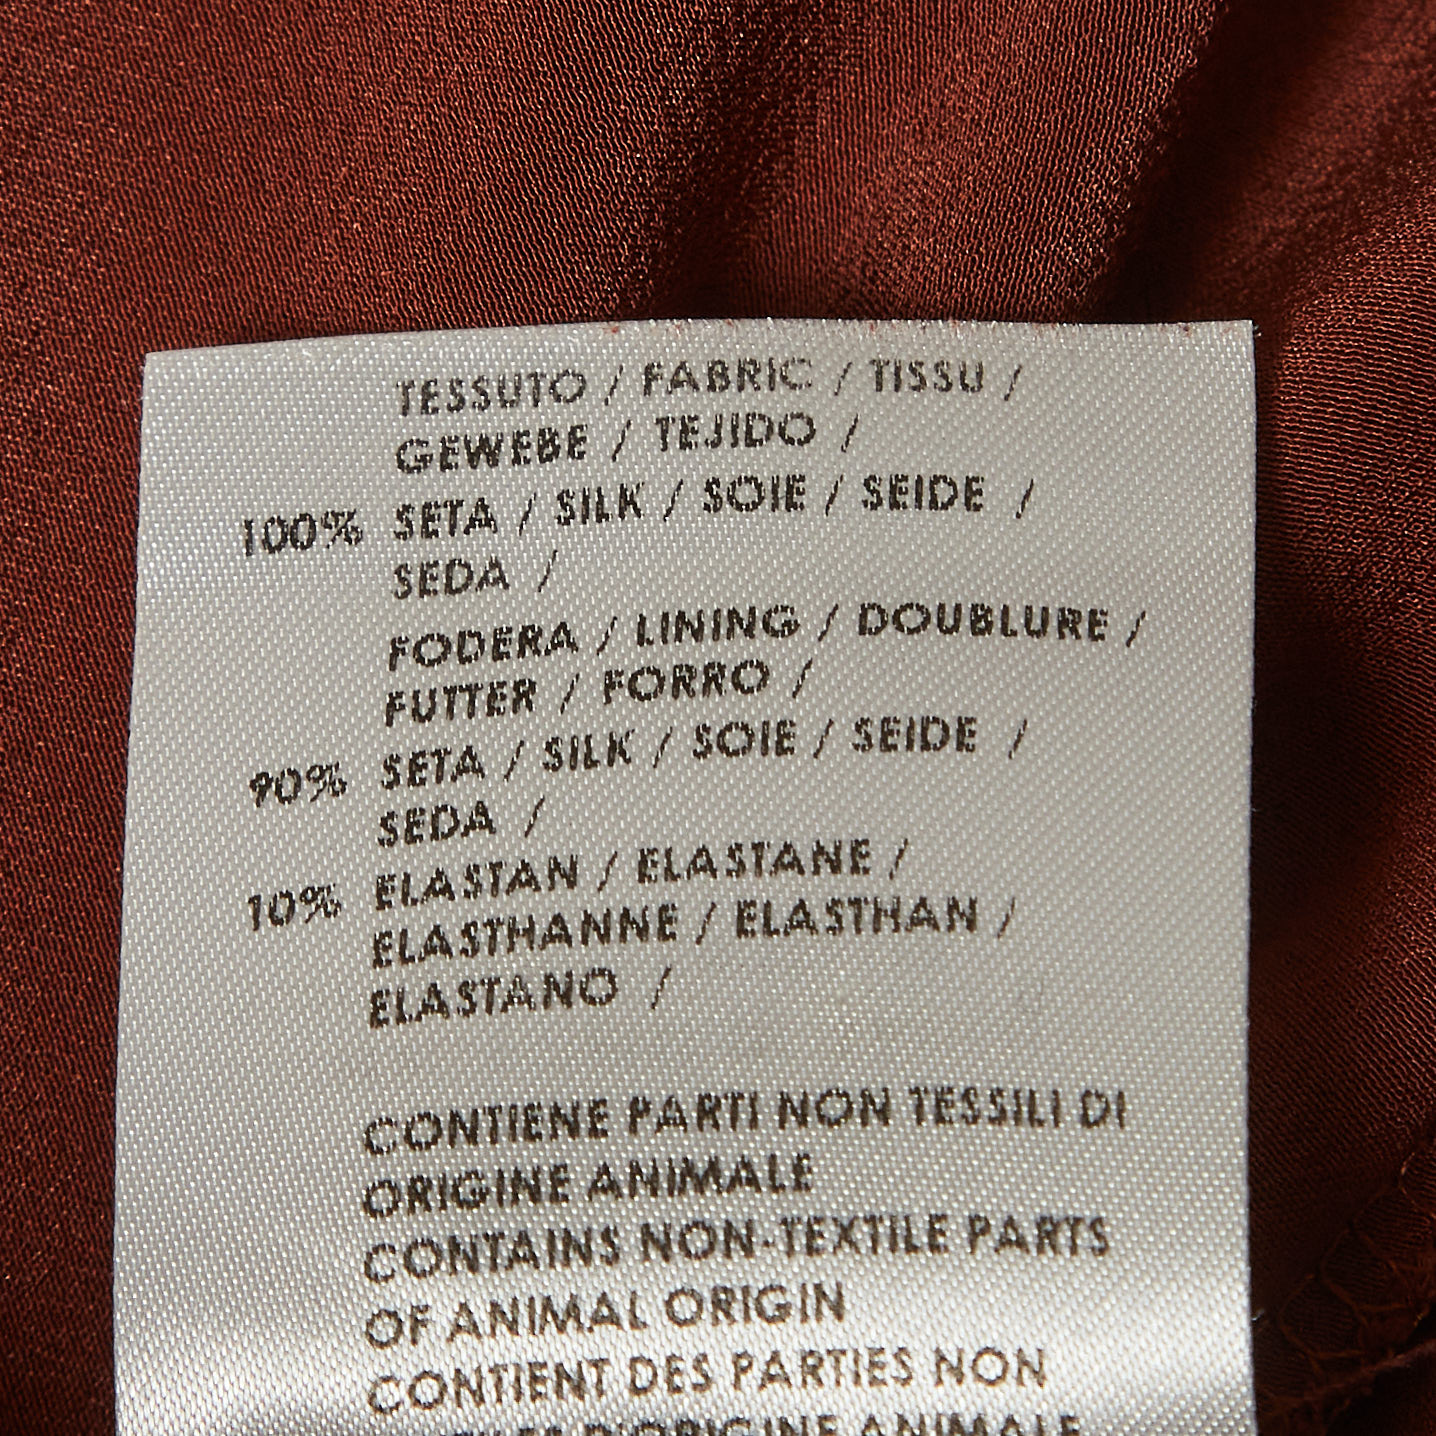 TESSUTO / FABRIC / TISSU /
GEWEBE / TEJIDO /
100% SETA / SILK / SOIE / SEIDE /
SEDA /
FODERA / LINING / DOUBLURE /
FUTTER / FORRO /
90% SETA / SILK / SOIE / SEIDE /
SEDA /
10% ELASTAN / ELASTANE /
ELASTHANNE / ELASTHAN /
ELASTANO /
CONTIENE PARTI NON TESSILI DI
ORIGINE ANIMALE
CONTAINS NON-TEXTILE PARTS
OF ANIMAL ORIGIN
CONTIENT DES PARTIES NON
D'ORIGINE ANIMALE